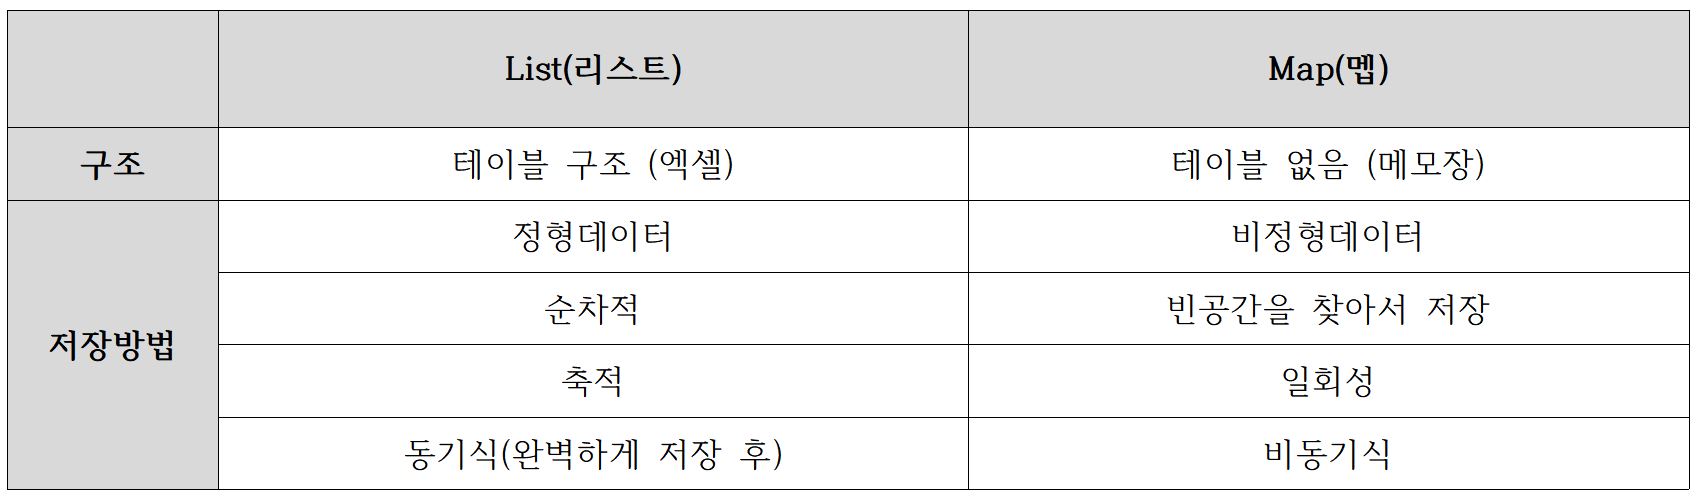 List(리스트)
Map(멥)
구조
테이블 구조 (엑셀)
테이블 없음 (메모장)
저장방법
정형데이터
비정형데이터
순차적
빈공간을 찾아서 저장
축적
일회성
동기식(완벽하게 저장 후)
비동기식